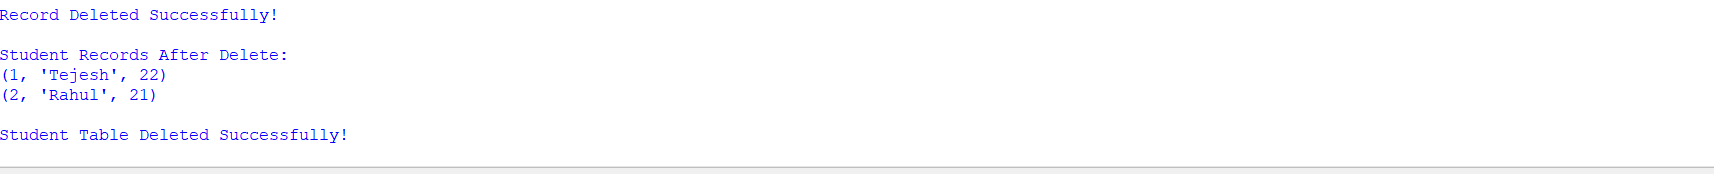 Record Deleted Successfully!
Student Records After Delete:
(1, 'Tejesh', 22)
(2, 'Rahul', 21)
Student Table Deleted Successfully!